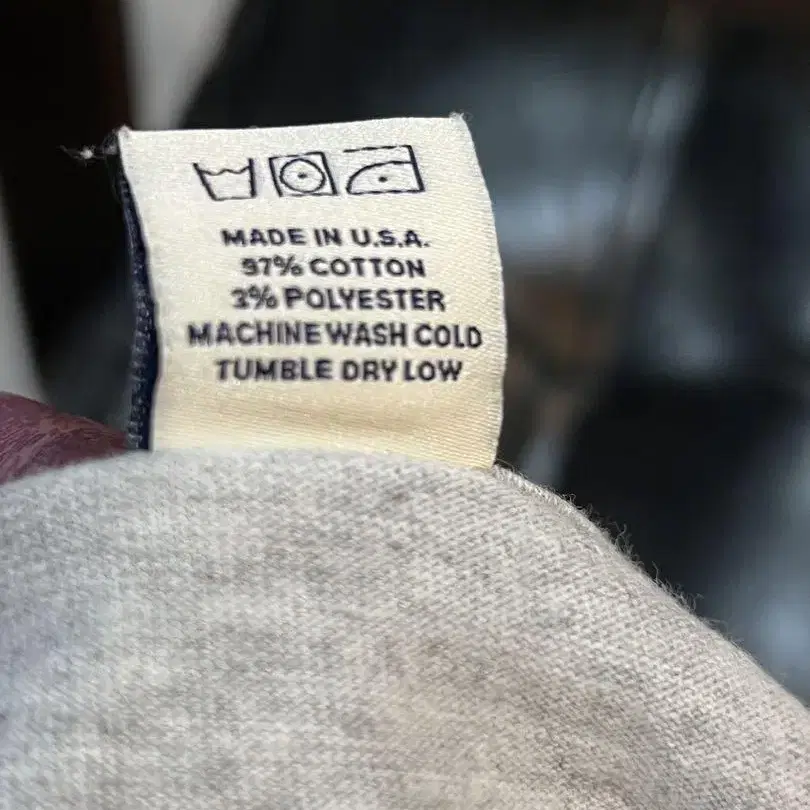 MADE IN U.S.A.
97% COTTON
3% POLYESTER
MACHINE WASH COLD
TUMBLE DRY LOW